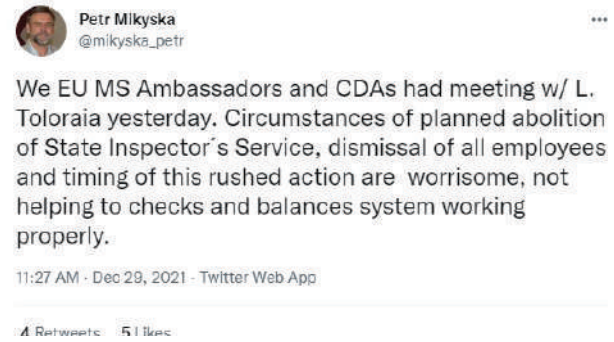 Petr Mikyska
@mikyska_petr
We EU MS Ambassadors and CDAs had meeting w/ L.
Toloraia yesterday. Circumstances of planned abolition
of State Inspector´s Service, dismissal of all employees
and timing of this rushed action are worrisome, not
helping to checks and balances system working
properly.
11:27 AM · Dec 29, 2021 · Twitter Web App
4 Retweets 5 Likes